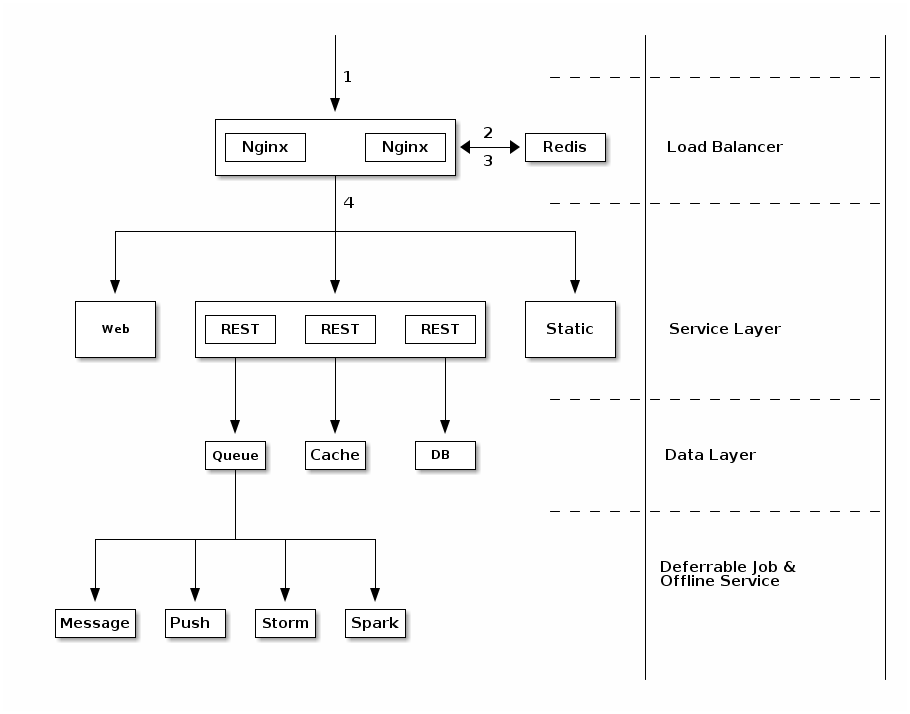 1
Nginx
Nginx
2
3
Redis
Load Balancer
4
Web
REST
REST
REST
Static
Service Layer
Queue
Cache
DB
Data Layer
Deferrable Job &
Offline Service
Message
Push
Storm
Spark